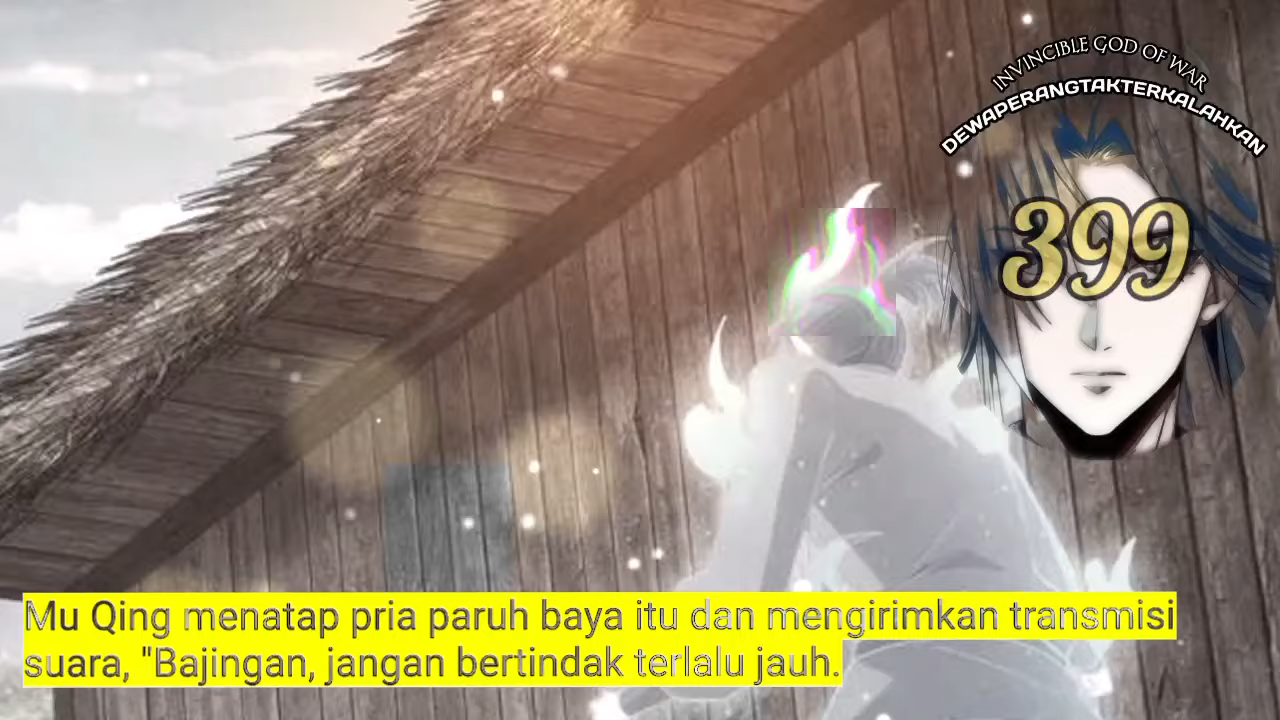 INVINCIBLE GOD OF WAR
DEWAPERANGTAKTERKALAHKAN
399
Mu Qing menatap pria paruh baya itu dan mengirimkan transmisi
suara, "Bajingan, jangan bertindak terlalu jauh.